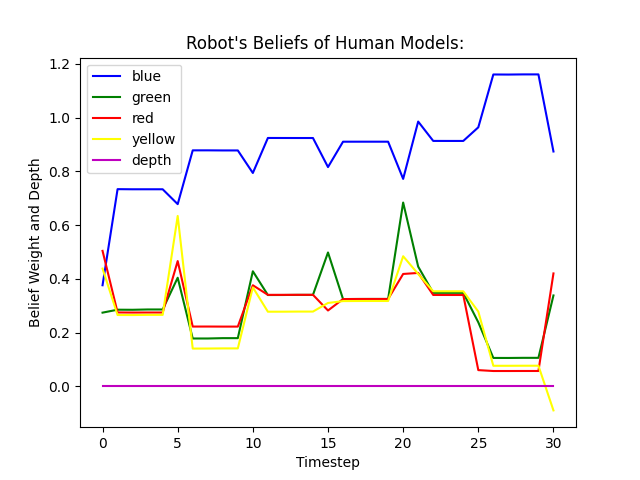 Robot's Beliefs of Human Models:
blue
green
red
yellow
depth
Belief Weight and Depth
1.2
1.0
0.8
0.6
0.4
0.2
0.0
0 5 10 15 20 25 30
Timestep